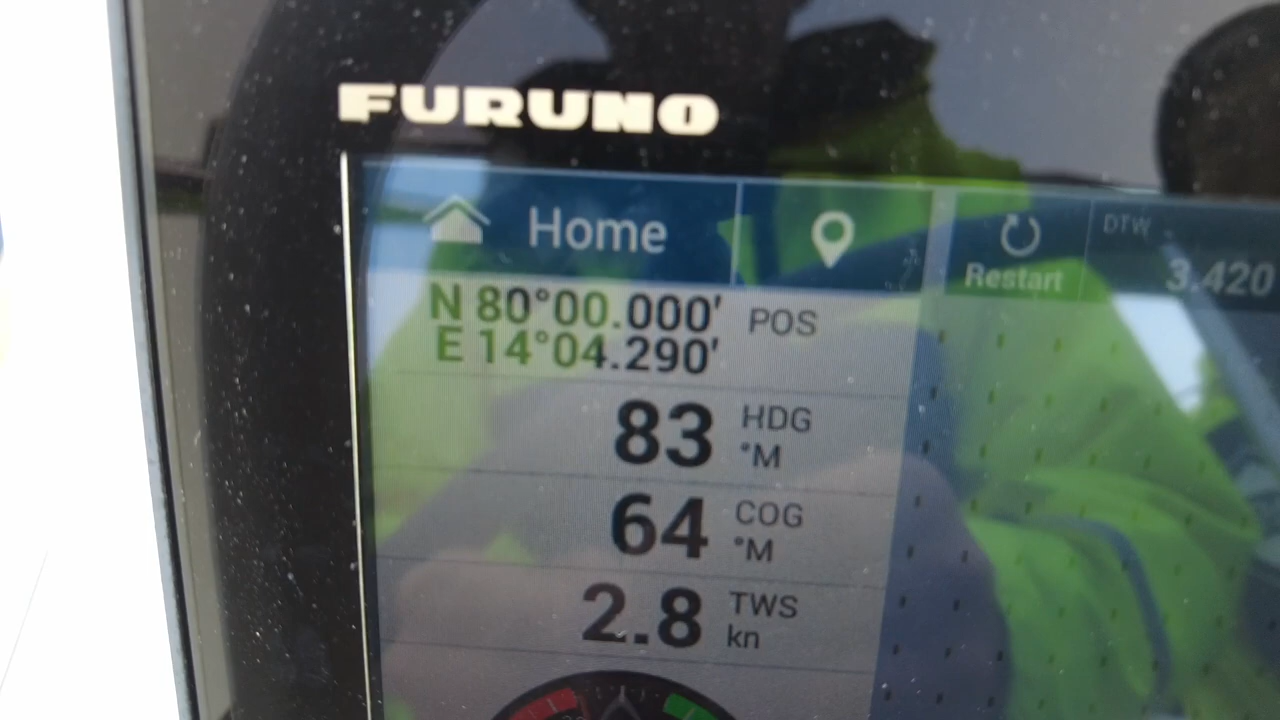 FURUNO
Home
Restart
DTW
3.420
N 80°00.000' POS
E 14°04.290'
83 HDG
°M
64 COG
°M
2.8 TWS
kn